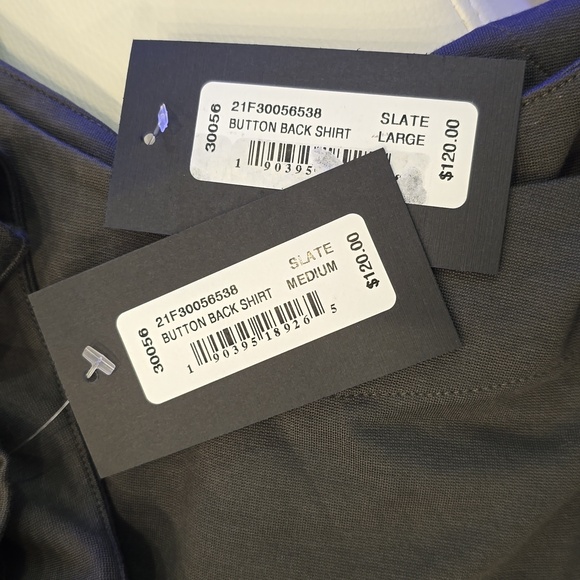 30056
21F30056538
BUTTON BACK SHIRT
SLATE
LARGE
$120.00
1 90395
30056
21F30056538
BUTTON BACK SHIRT
SLATE
MEDIUM
$120.00
1 90395 18926 5